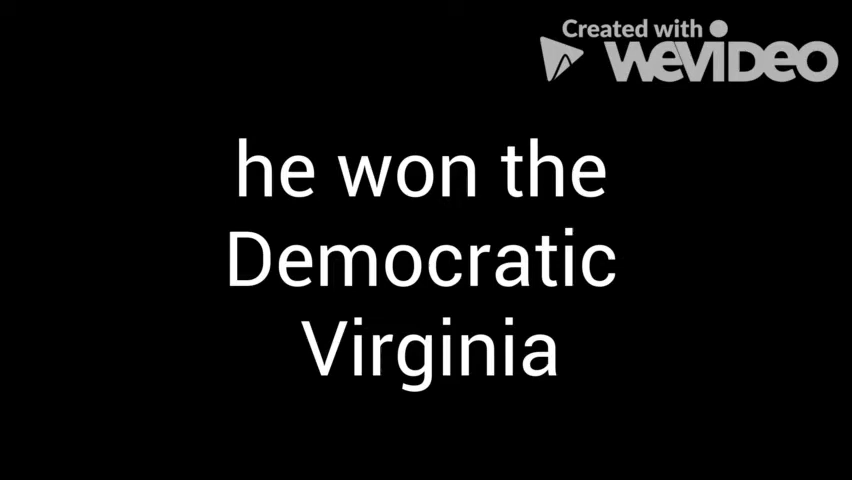 Created with
WEVIDEO
he won the
Democratic
Virginia